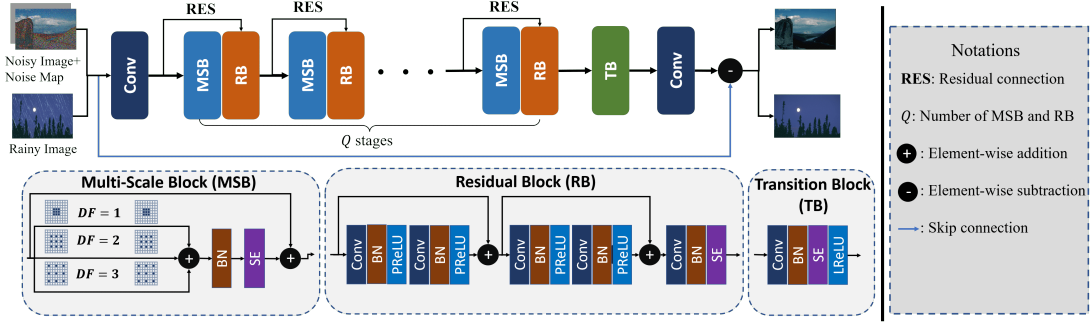 RES
RES
RES
Noisy Image+
Noise Map
Rainy Image
Conv
MSB
RB
MSB
RB
MSB
RB
TB
Conv
-
Q stages
Multi-Scale Block (MSB)
DF = 1
DF = 2
DF = 3
+
BN
SE
+
Residual Block (RB)
Conv
BN
PReLU
Conv
BN
PReLU
+
Conv
BN
PReLU
Conv
BN
PReLU
+
Conv
BN
SE
Transition Block
(TB)
Conv
BN
SE
LReLU
Notations
RES: Residual connection
Q: Number of MSB and RB
+ : Element-wise addition
- : Element-wise subtraction
: Skip connection